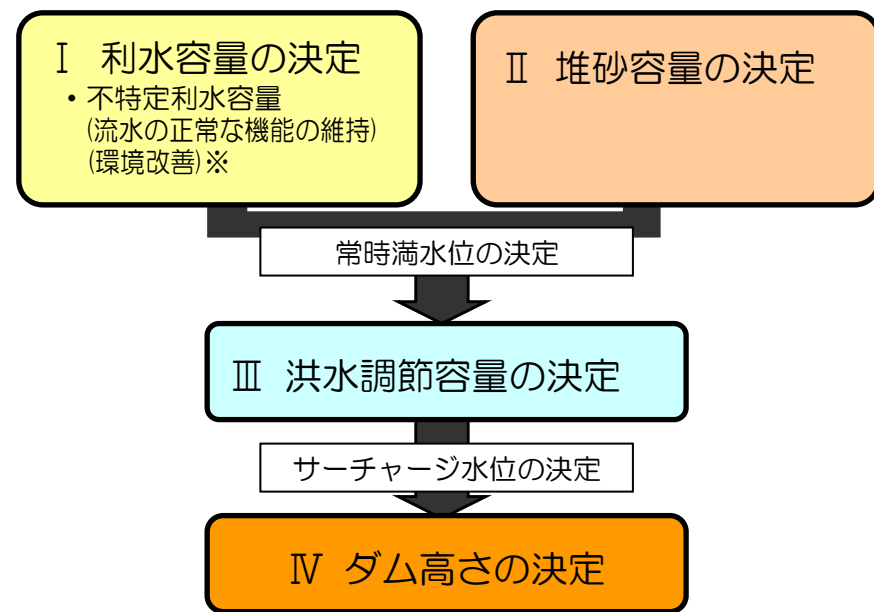 Ⅰ 利水容量の決定
・不特定利水容量
(流水の正常な機能の維持)
(環境改善)※
Ⅱ 堆砂容量の決定
常時満水位の決定
Ⅲ 洪水調節容量の決定
サーチャージ水位の決定
Ⅳ ダム高さの決定